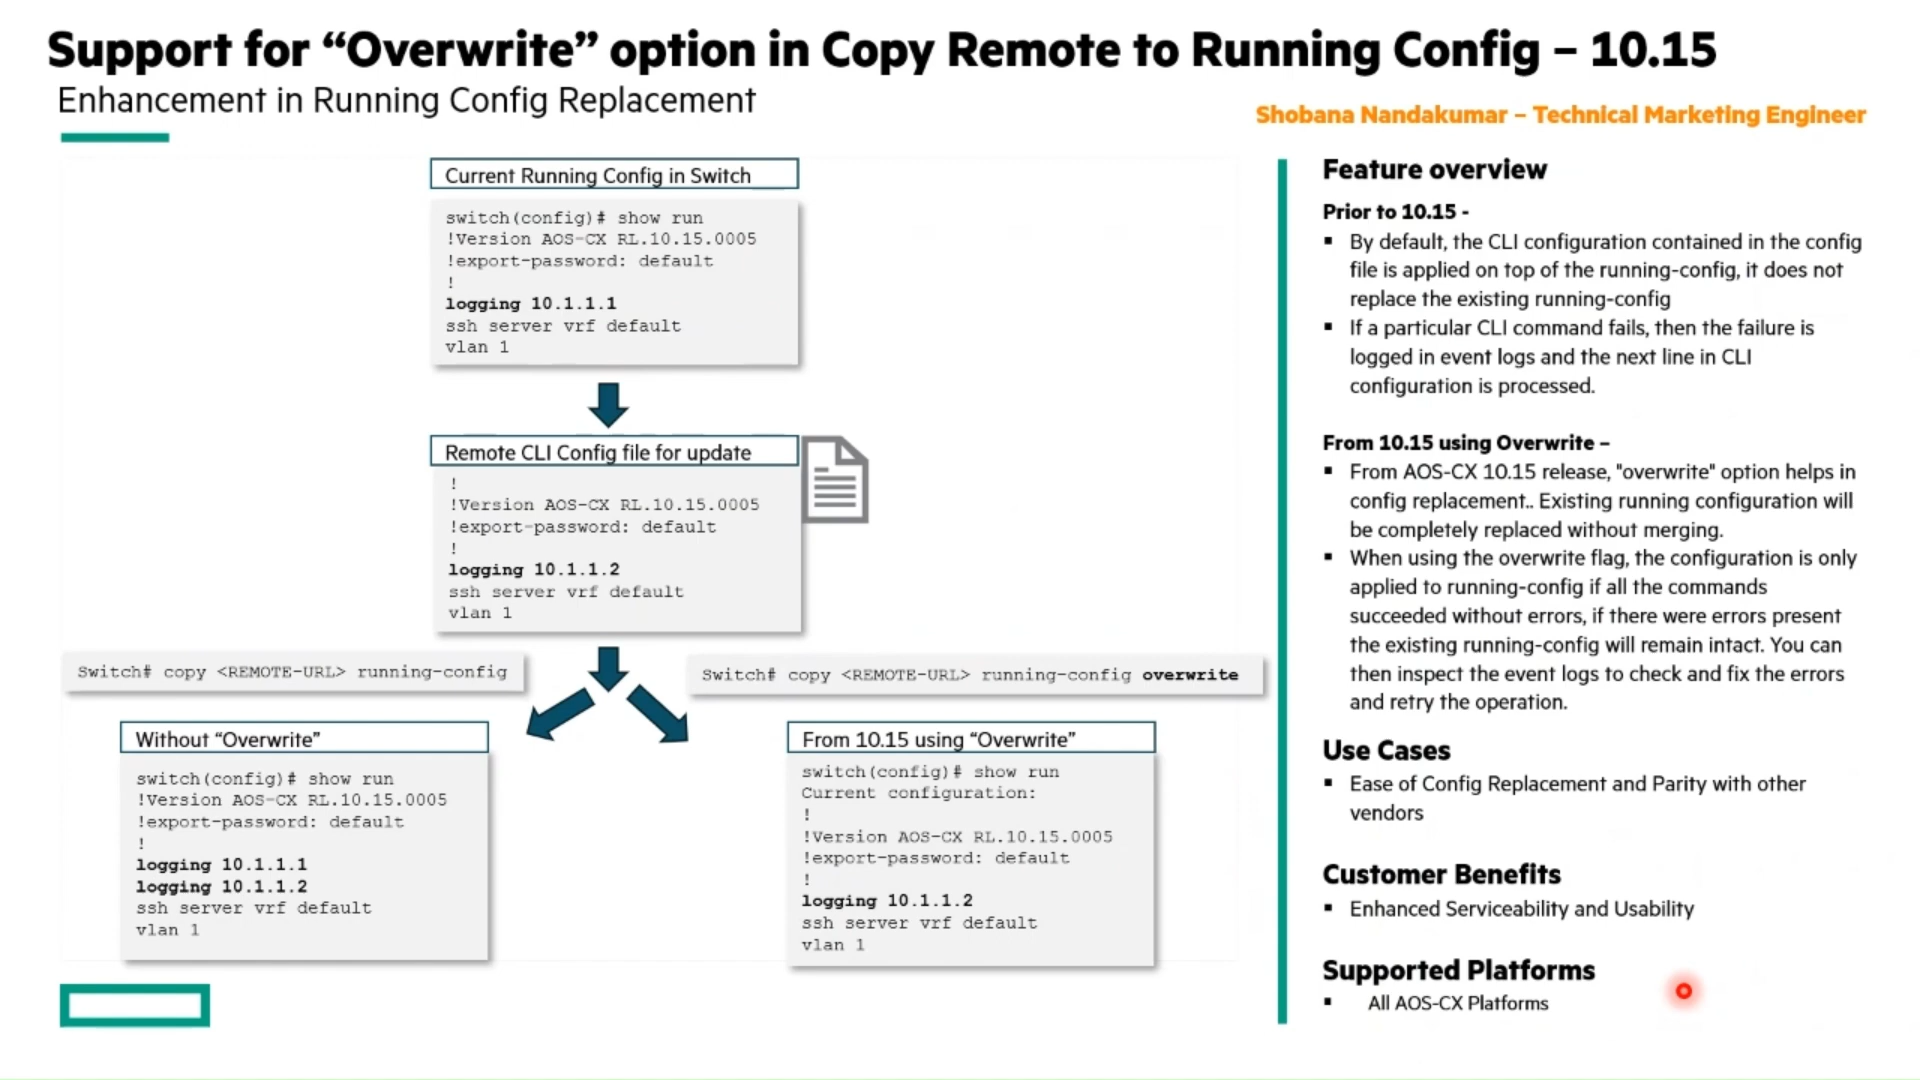 Support for “Overwrite” option in Copy Remote to Running Config – 10.15
Enhancement in Running Config Replacement
Shobana Nandakumar – Technical Marketing Engineer
Current Running Config in Switch
switch(config)# show run
!Version AOS-CX RL.10.15.0005
!export-password: default
!
logging 10.1.1.1
ssh server vrf default
vlan 1
Remote CLI Config file for update
!
!Version AOS-CX RL.10.15.0005
!export-password: default
!
logging 10.1.1.2
ssh server vrf default
vlan 1
Switch# copy <REMOTE-URL> running-config
Switch# copy <REMOTE-URL> running-config overwrite
Without “Overwrite”
switch(config)# show run
!Version AOS-CX RL.10.15.0005
!export-password: default
!
logging 10.1.1.1
logging 10.1.1.2
ssh server vrf default
vlan 1
From 10.15 using “Overwrite”
switch(config)# show run
Current configuration:
!
!Version AOS-CX RL.10.15.0005
!export-password: default
!
logging 10.1.1.2
ssh server vrf default
vlan 1
Feature overview
Prior to 10.15 -
▪ By default, the CLI configuration contained in the config
file is applied on top of the running-config, it does not
replace the existing running-config
▪ If a particular CLI command fails, then the failure is
logged in event logs and the next line in CLI
configuration is processed.
From 10.15 using Overwrite –
▪ From AOS-CX 10.15 release, "overwrite" option helps in
config replacement.. Existing running configuration will
be completely replaced without merging.
▪ When using the overwrite flag, the configuration is only
applied to running-config if all the commands
succeeded without errors, if there were errors present
the existing running-config will remain intact. You can
then inspect the event logs to check and fix the errors
and retry the operation.
Use Cases
▪ Ease of Config Replacement and Parity with other
vendors
Customer Benefits
▪ Enhanced Serviceability and Usability
Supported Platforms
▪ All AOS-CX Platforms